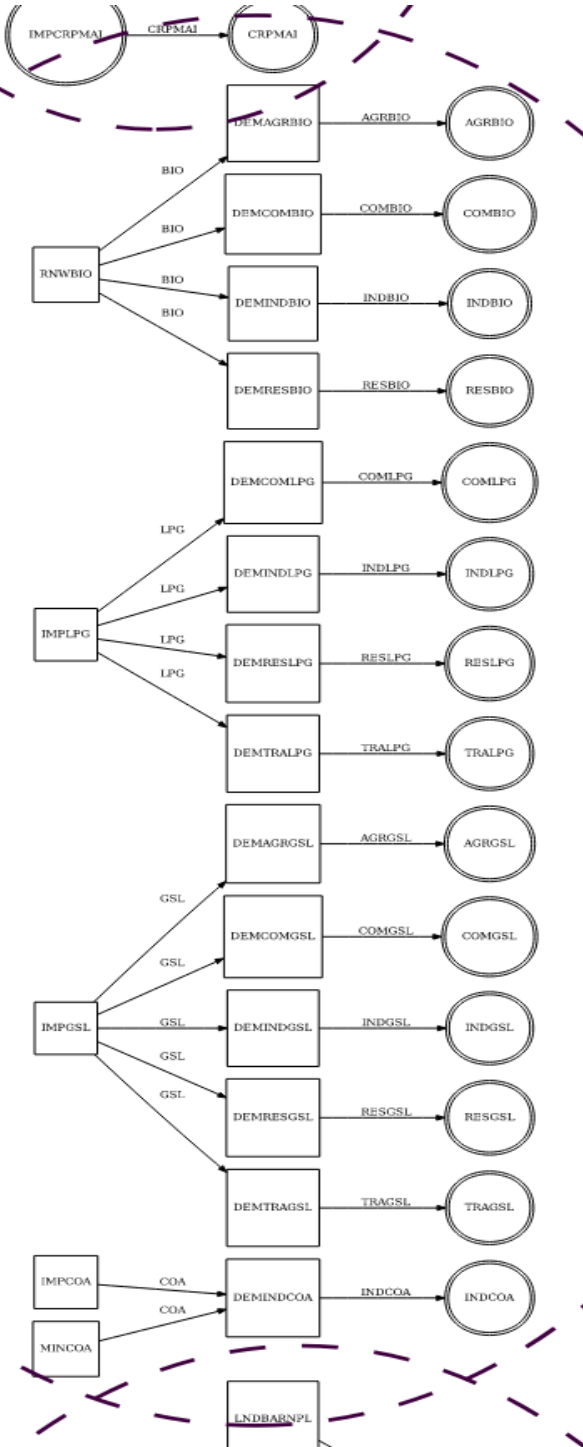 IMPCRPMAI CRPMAI CRPMAI
DEMAGRBIO AGRBIO AGRBIO
BIO
DEMCOMBIO COMBIO COMBIO
BIO
RNWBIO
BIO
DEMINDBIO INDBIO INDBIO
BIO
DEMRESBIO RESBIO RESBIO
DEMCOMLPG COMLPG COMLPG
LPG
DEMINDLPG INDLPG INDLPG
LPG
IMPLPG
LPG
DEMRESLPG RESLPG RESLPG
LPG
DEMTRALPG TRALPG TRALPG
DEMAGRGSL AGRGSL AGRGSL
GSL
DEMCOMGSL COMGSL COMGSL
GSL
IMPGSL GSL DEMINDGSL INDGSL INDGSL
GSL
GSL
DEMRESGSL RESGSL RESGSL
DEMTRAGSL TRAGSL TRAGSL
IMPCOA COA
DEMINDCOA INDCOA INDCOA
COA
MINCOA
LNDBARNPL